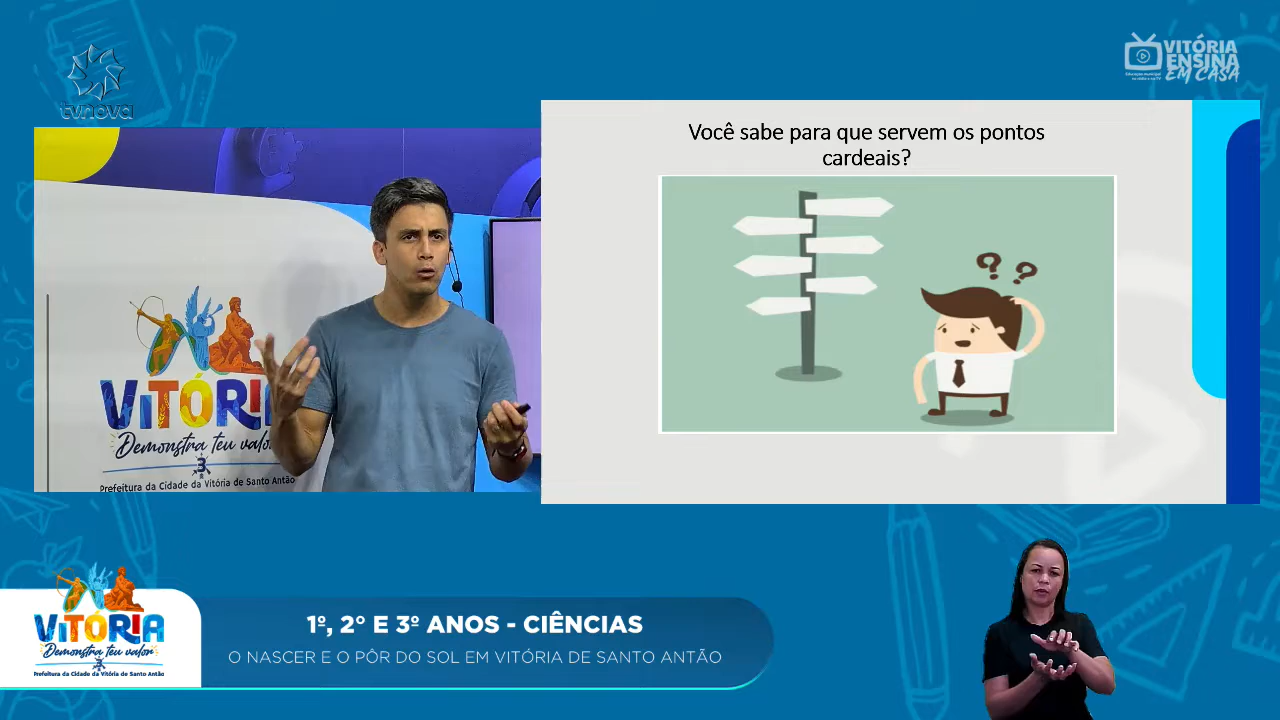 tvnova
VITÓRIA
ENSINA
EM CASA
Você sabe para que servem os pontos
cardeais?
? ?
VITÓRI
Demonstra teu valor
Prefeitura da Cidade da Vitória de Santo Antão
1º, 2° E 3º ANOS - CIÊNCIAS
O NASCER E O PÔR DO SOL EM VITÓRIA DE SANTO ANTÃO
VITÓRIA
Demonstra teu valor
Prefeitura da Cidade da Vitória de Santo Antão